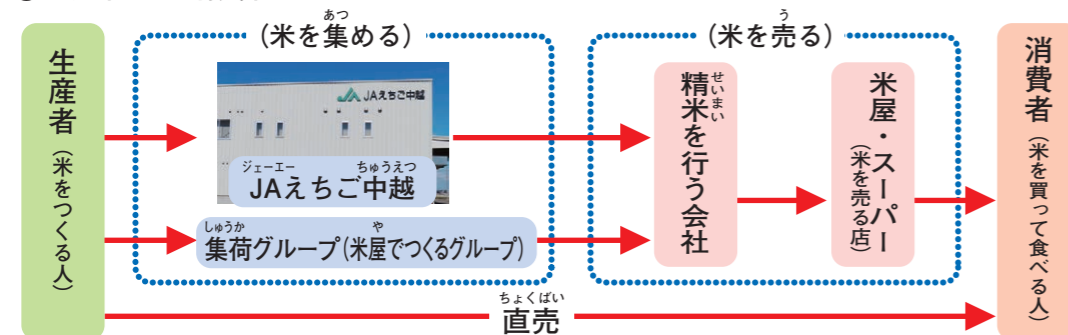 生産者(米をつくる人)
(米を集める)
あつ
JAえちご中越
ジェーエー ちゅうえつ
JAえちご中越
しゅうか や
集荷グループ(米屋でつくるグループ)
(米を売る)
う
精米を行う会社
せいまい
米屋・スーパー
(米を売る店)
消費者(米を買って食べる人)
ちょくばい
直売